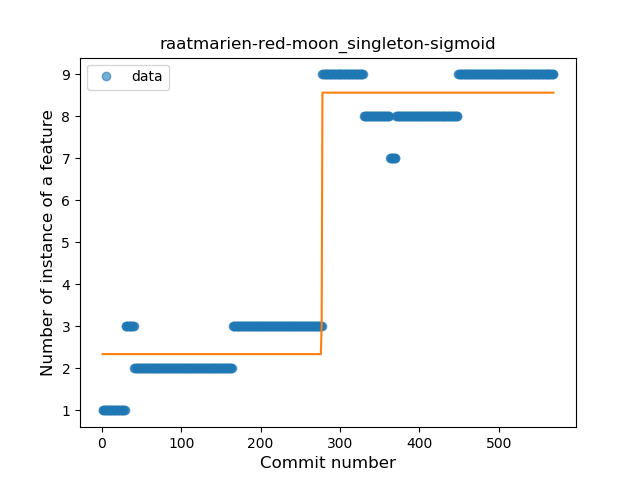 raatmarien-red-moon_singleton-sigmoid
data
Number of instance of a feature
9
8
7
6
5
4
3
2
1
0 100 200 300 400 500
Commit number